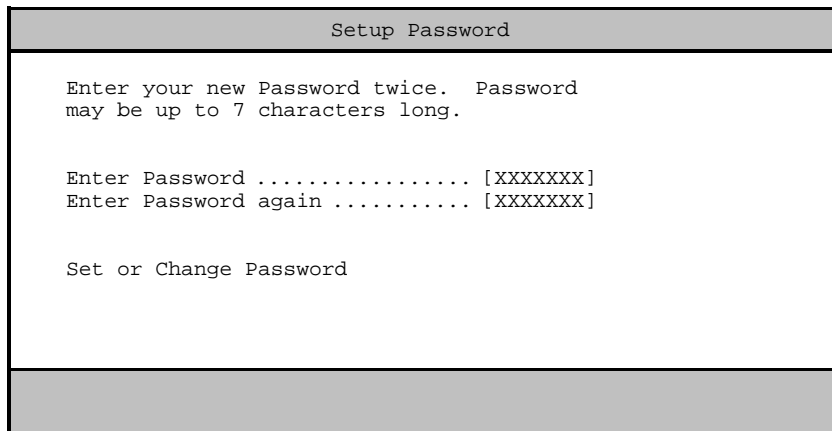 Setup Password
Enter your new Password twice.  Password
may be up to 7 characters long.
Enter Password ................. [XXXXXXX]
Enter Password again ........... [XXXXXXX]
Set or Change Password